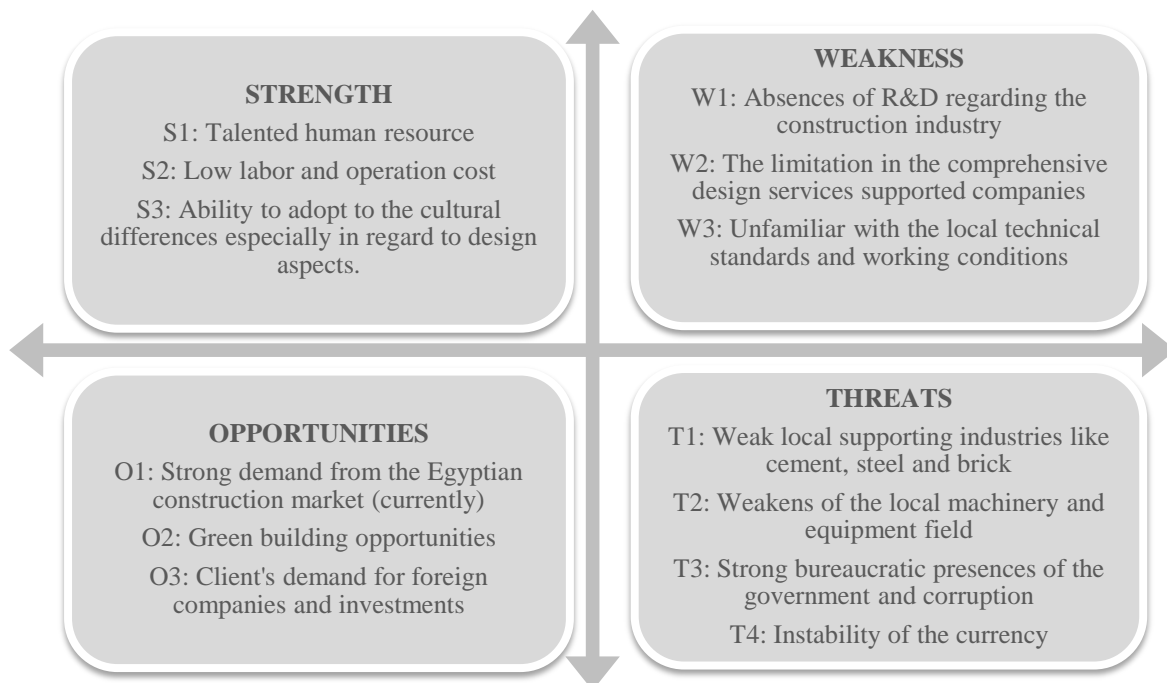 STRENGTH
S1: Talented human resource
S2: Low labor and operation cost
S3: Ability to adopt to the cultural
differences especially in regard to design
aspects.
WEAKNESS
W1: Absences of R&D regarding the
construction industry
W2: The limitation in the comprehensive
design services supported companies
W3: Unfamiliar with the local technical
standards and working conditions
OPPORTUNITIES
O1: Strong demand from the Egyptian
construction market (currently)
O2: Green building opportunities
O3: Client's demand for foreign
companies and investments
THREATS
T1: Weak local supporting industries like
cement, steel and brick
T2: Weakens of the local machinery and
equipment field
T3: Strong bureaucratic presences of the
government and corruption
T4: Instability of the currency